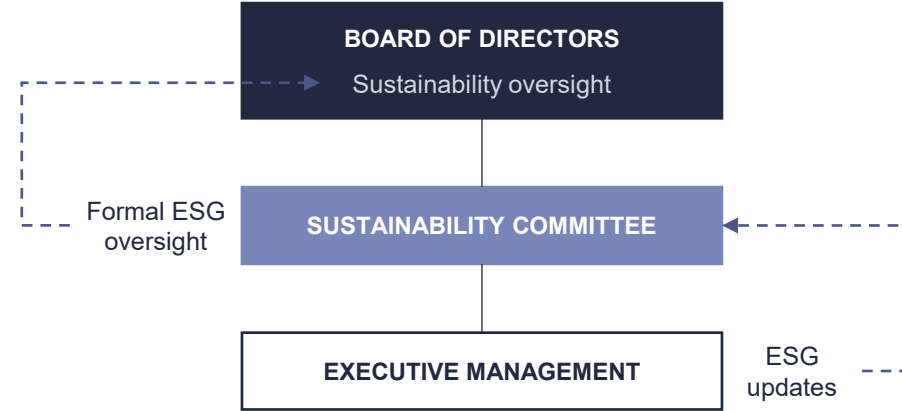 BOARD OF DIRECTORS
Sustainability oversight
Formal ESG
oversight
SUSTAINABILITY COMMITTEE
EXECUTIVE MANAGEMENT
ESG
updates